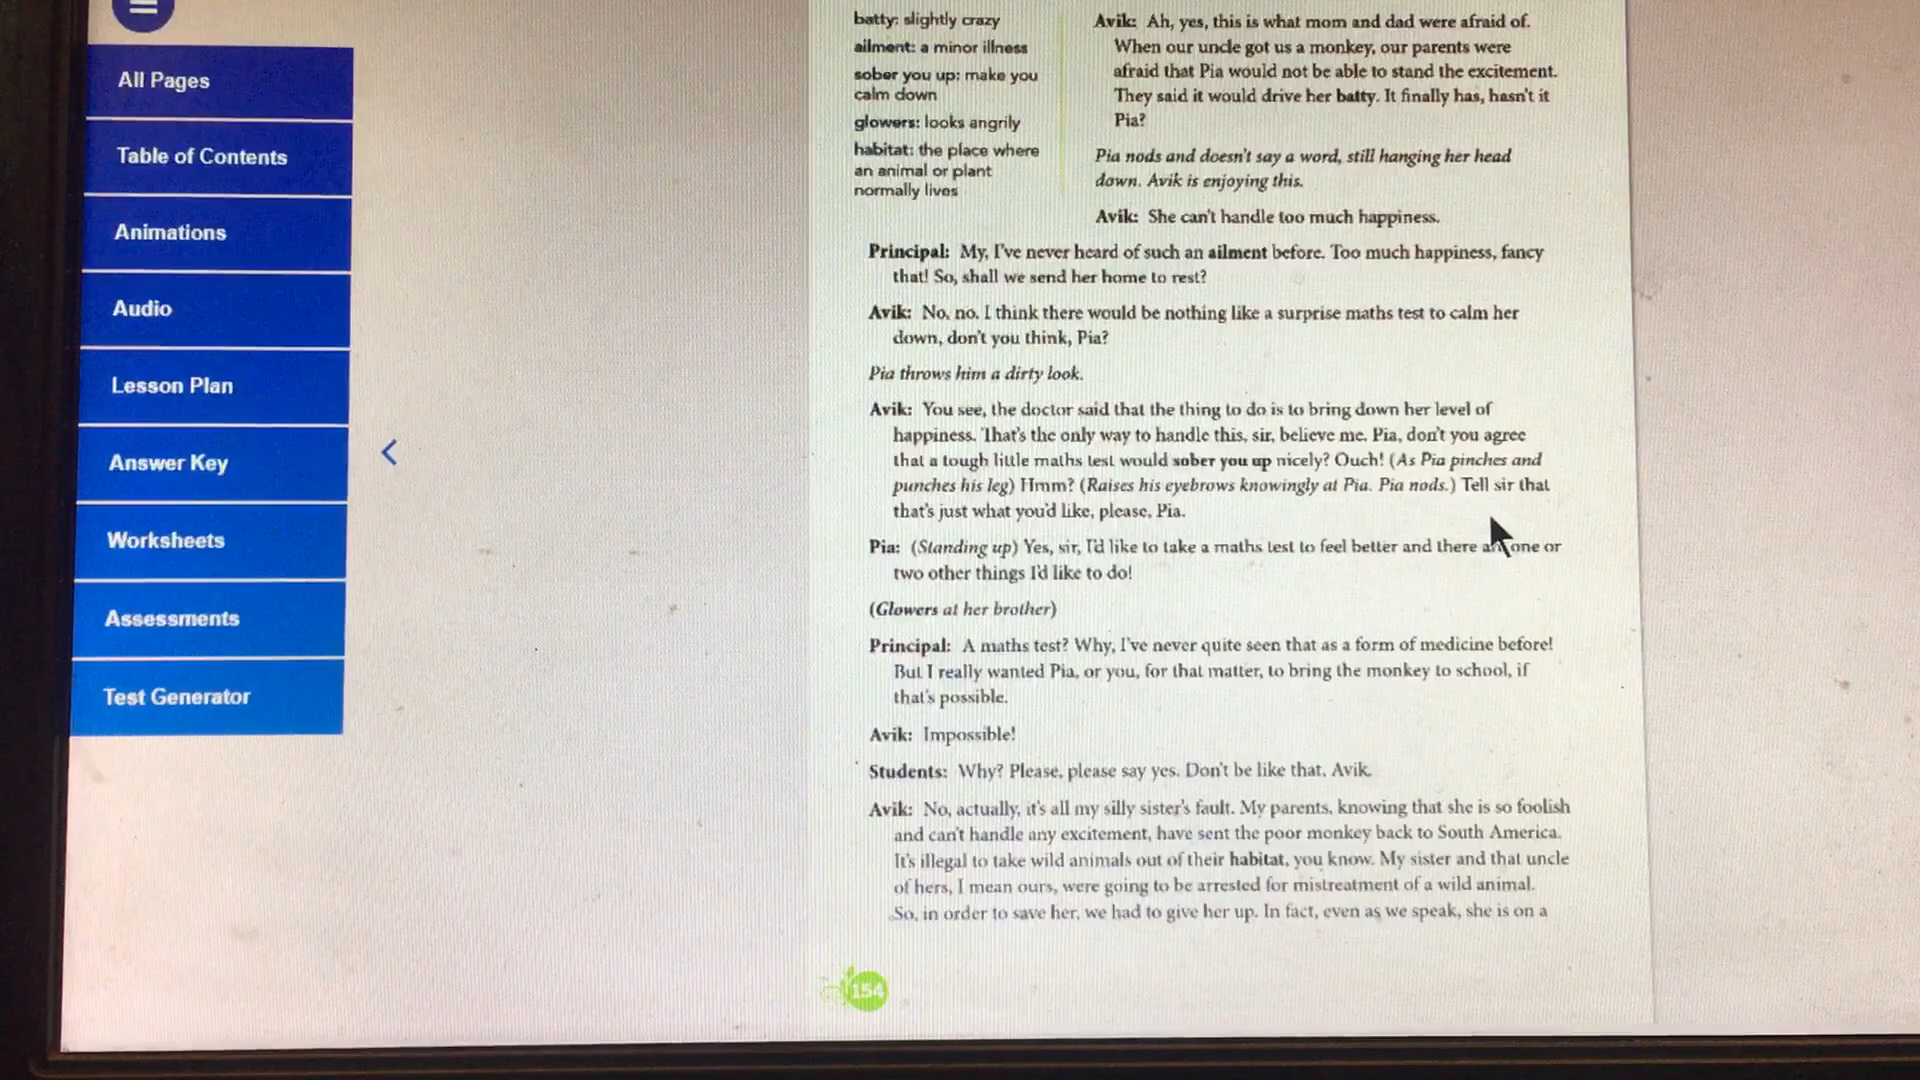 All Pages
Table of Contents
Animations
Audio
Lesson Plan
Answer Key
Worksheets
Assessments
Test Generator
batty: slightly crazy
ailment: a minor illness
sober you up: make you
calm down
glowers: looks angrily
habitat: the place where
an animal or plant
normally lives
Avik: Ah, yes, this is what mom and dad were afraid of.
When our uncle got us a monkey, our parents were
afraid that Pia would not be able to stand the excitement.
They said it would drive her batty. It finally has, hasn't it
Pia?
Pia nods and doesn't say a word, still hanging her head
down. Avik is enjoying this.
Avik: She can't handle too much happiness.
Principal: My, I've never heard of such an ailment before. Too much happiness, fancy
that! So, shall we send her home to rest?
Avik: No, no. I think there would be nothing like a surprise maths test to calm her
down, don't you think, Pia?
Pia throws him a dirty look.
Avik: You see, the doctor said that the thing to do is to bring down her level of
happiness. That's the only way to handle this, sir, believe me. Pia, don't you agree
that a tough little maths test would sober you up nicely? Ouch! (As Pia pinches and
punches his leg) Hmm? (Raises his eyebrows knowingly at Pia. Pia nods.) Tell sir that
that's just what you'd like, please, Pia.
Pia: (Standing up) Yes, sir, I'd like to take a maths test to feel better and there one or
two other things I'd like to do!
(Glowers at her brother)
Principal: A maths test? Why, I've never quite seen that as a form of medicine before!
But I really wanted Pia, or you, for that matter, to bring the monkey to school, if
that's possible.
Avik: Impossible!
Students: Why? Please, please say yes. Don't be like that, Avik.
Avik: No, actually, it's all my silly sister's fault. My parents, knowing that she is so foolish
and can't handle any excitement, have sent the poor monkey back to South America.
It's illegal to take wild animals out of their habitat, you know. My sister and that uncle
of hers, I mean ours, were going to be arrested for mistreatment of a wild animal.
So, in order to save her, we had to give her up. In fact, even as we speak, she is on a
154